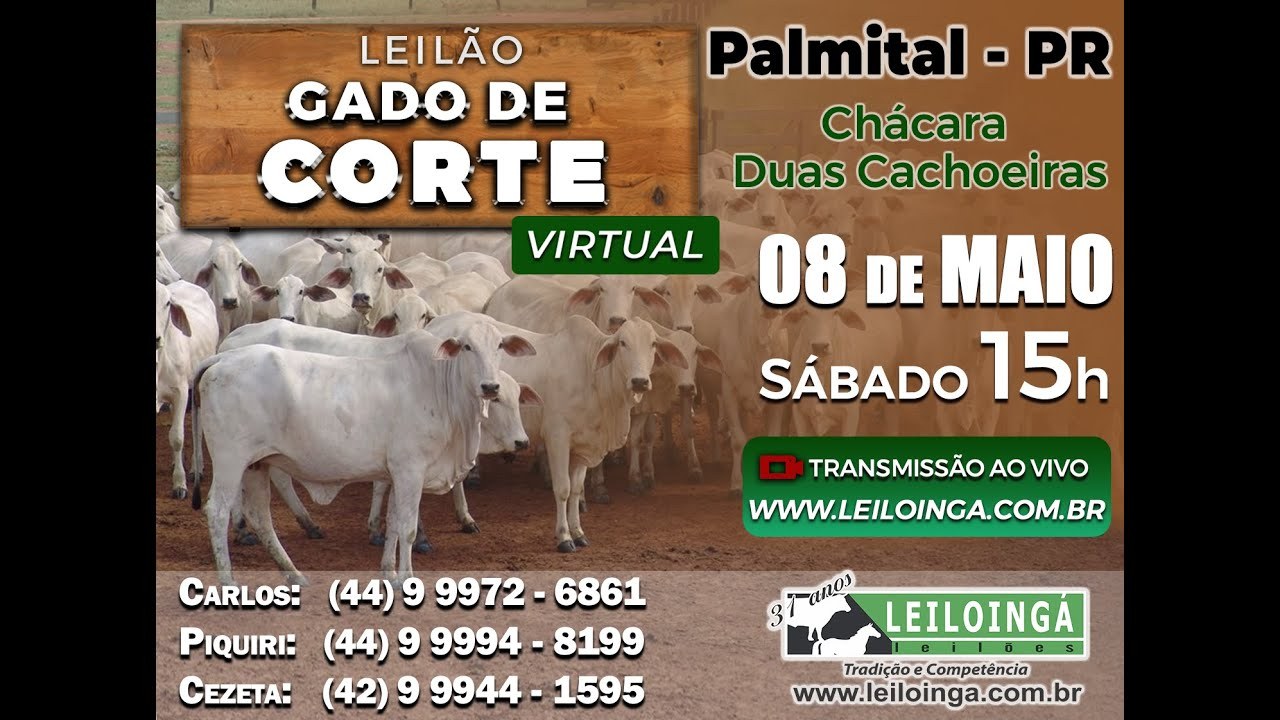 LEILÃO
GADO DE
CORTE
VIRTUAL
Palmital - PR
Chácara
Duas Cachoeiras
08 DE MAIO
SÁBADO 15h
TRANSMISSÃO AO VIVO
WWW.LEILOINGA.COM.BR
CARLOS: (44) 9 9972 - 6861
PIQUIRI: (44) 9 9994 - 8199
CEZETA: (42) 9 9944 - 1595
31 anos
LEILOINGÁ
leilões
Tradição e Competência
www.leiloinga.com.br